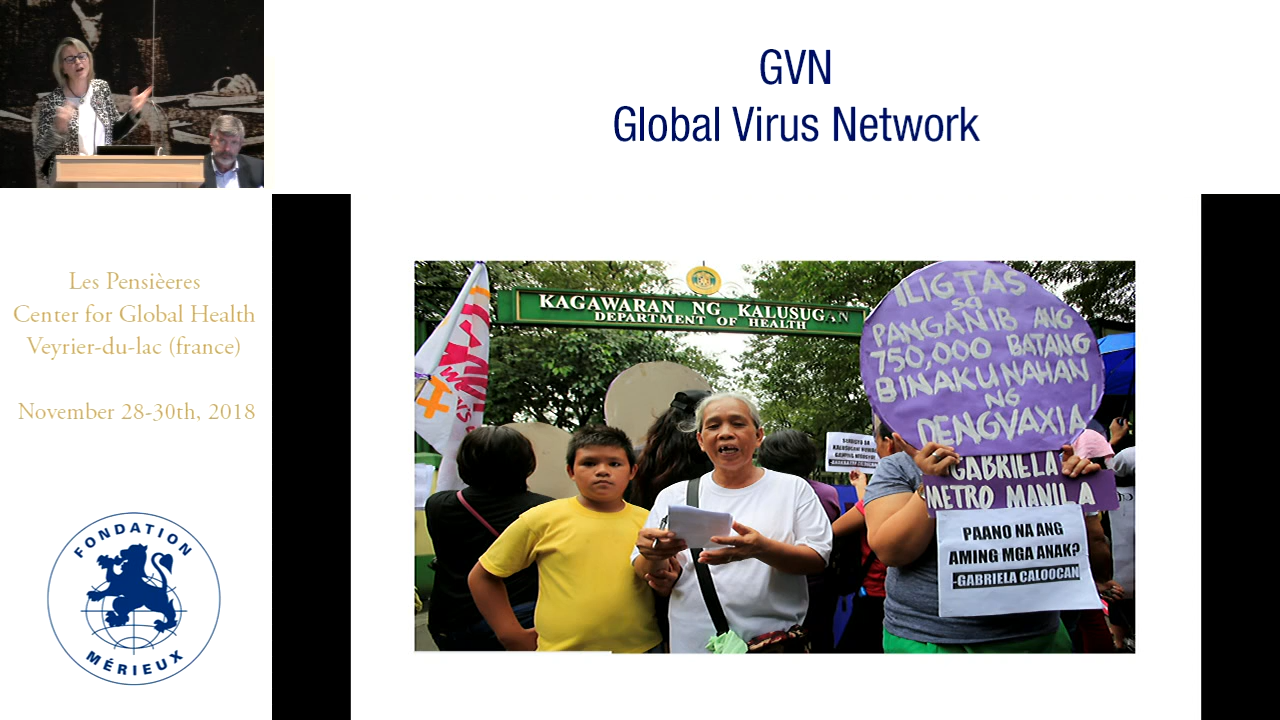 GVN
Global Virus Network
Les Pensièeres
Center for Global Health
Veyrier-du-lac (france)
November 28-30th, 2018
FONDATION
MÉRIEUX
KAGAWARAN NG KALUSUGAN
DEPARTMENT OF HEALTH
ILIGTAS
sa
PANGANIB ANG
750,000 BATANG
BINAKUNAHAN
NG
DENGVAXIA!
GABRIELA
METRO MANILA
PAANO NA ANG
AMING MGA ANAK?
-GABRIELA CALOOCAN